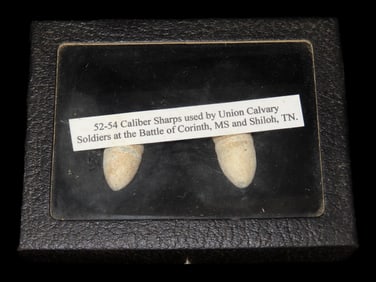 52-54 Caliber Sharps used by Union Calvary
Soldiers at the Battle of Corinth, MS and Shiloh, TN.